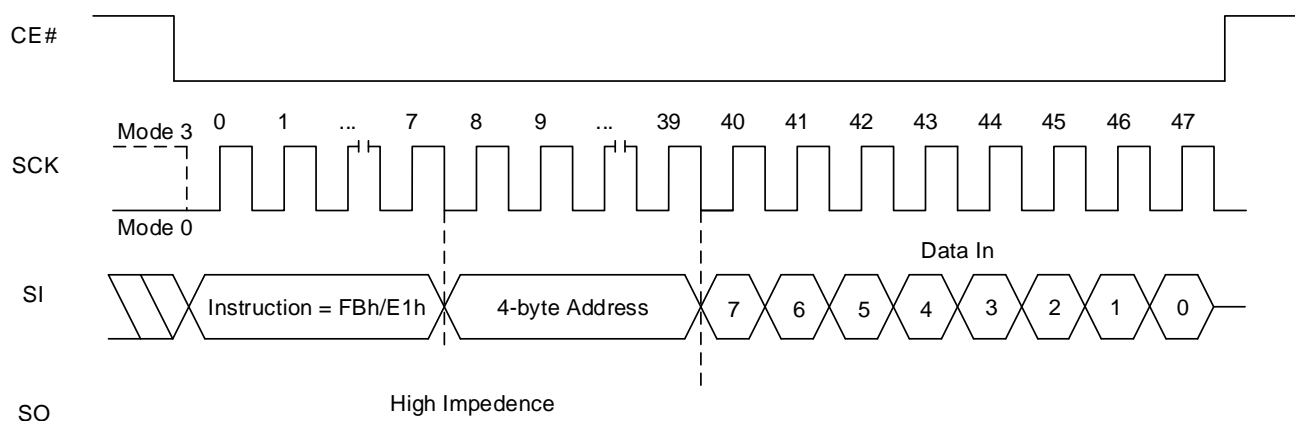 CE#
Mode 3
0 1 ... 7 8 9 ... 39 40 41 42 43 44 45 46 47
SCK
Mode 0
Data In
SI
Instruction = FBh/E1h 4-byte Address 7 6 5 4 3 2 1 0
High Impedence
SO